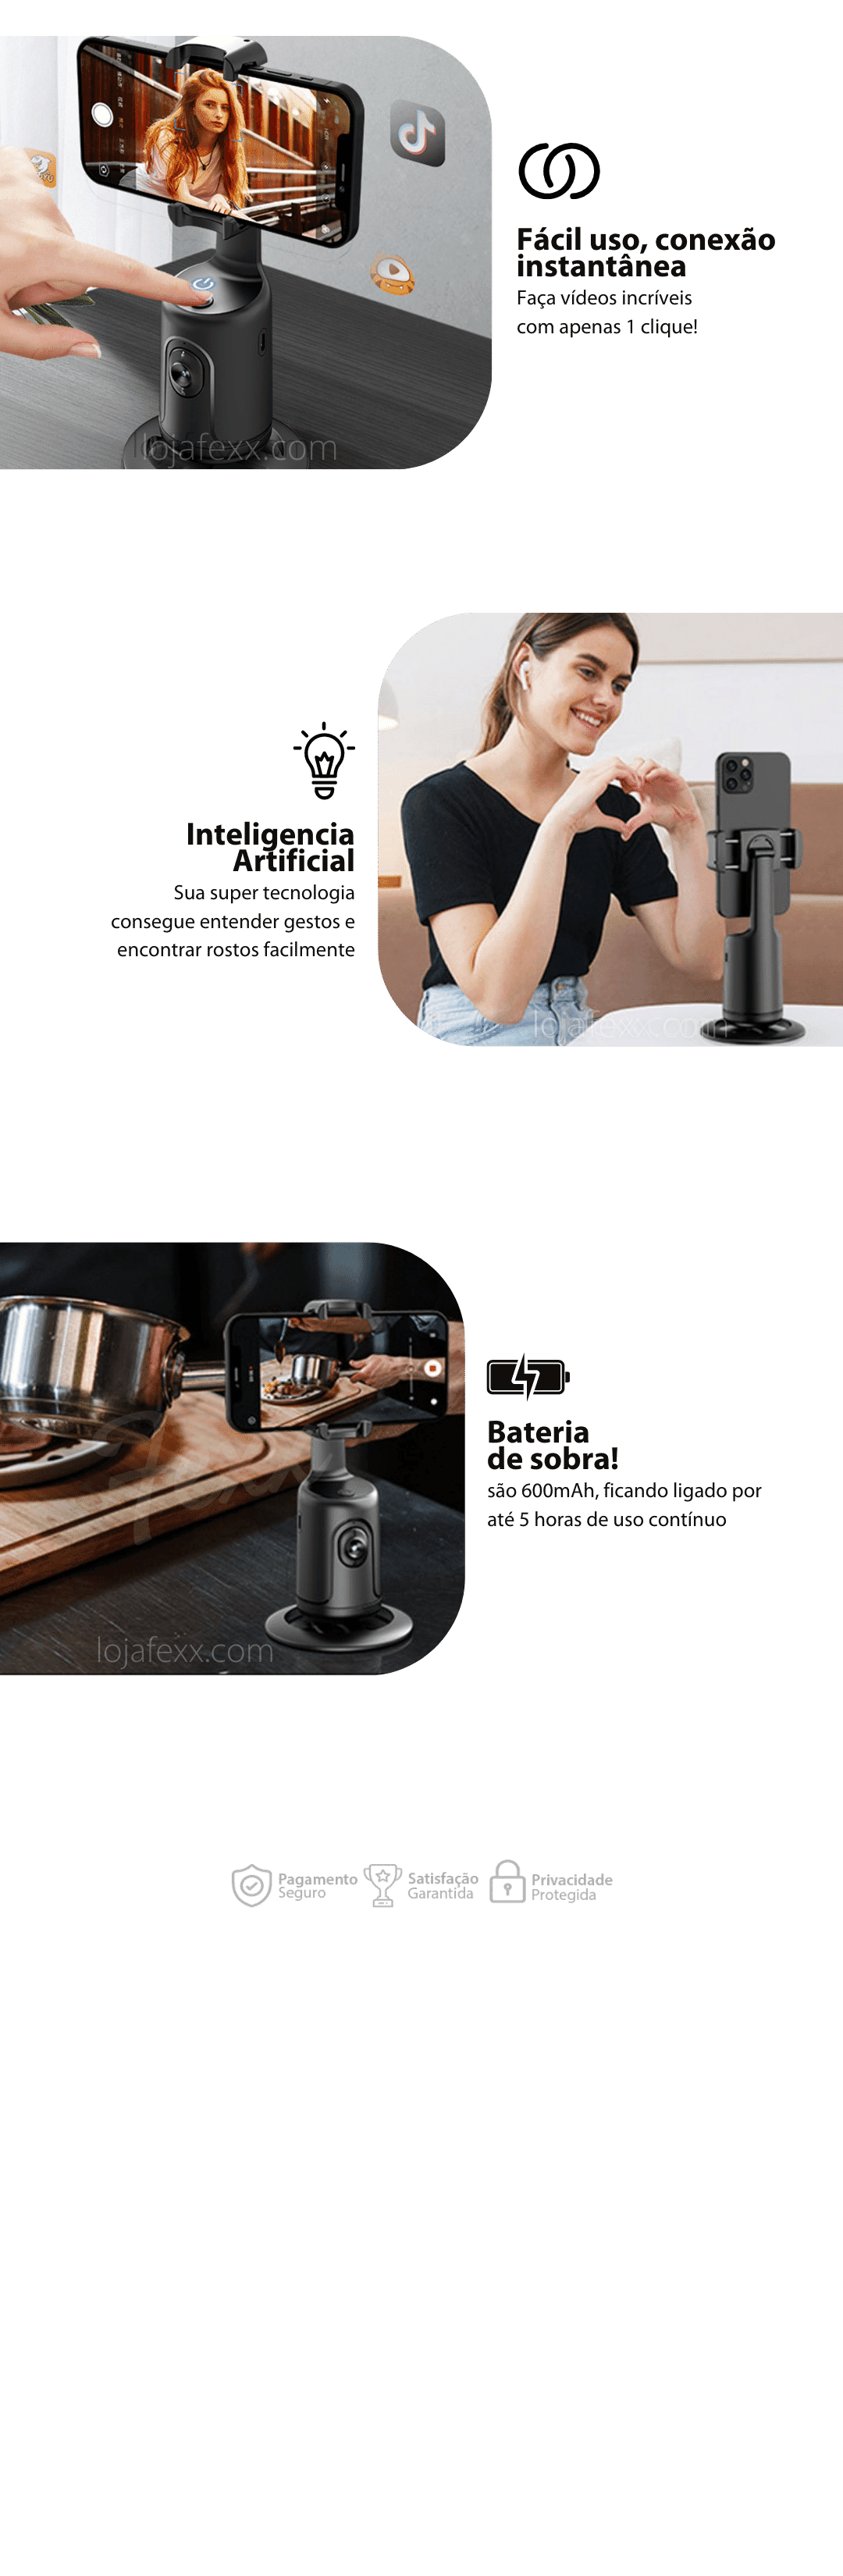 Fácil uso, conexão
instantânea
Faça vídeos incríveis
com apenas 1 clique!
lojafexx.com
Inteligencia
Artificial
Sua super tecnologia
consegue entender gestos e
encontrar rostos facilmente
lojafexx.com
Bateria
de sobra!
são 600mAh, ficando ligado por
até 5 horas de uso contínuo
Fexx
lojafexx.com
Pagamento
Seguro
Satisfação
Garantida
Privacidade
Protegida